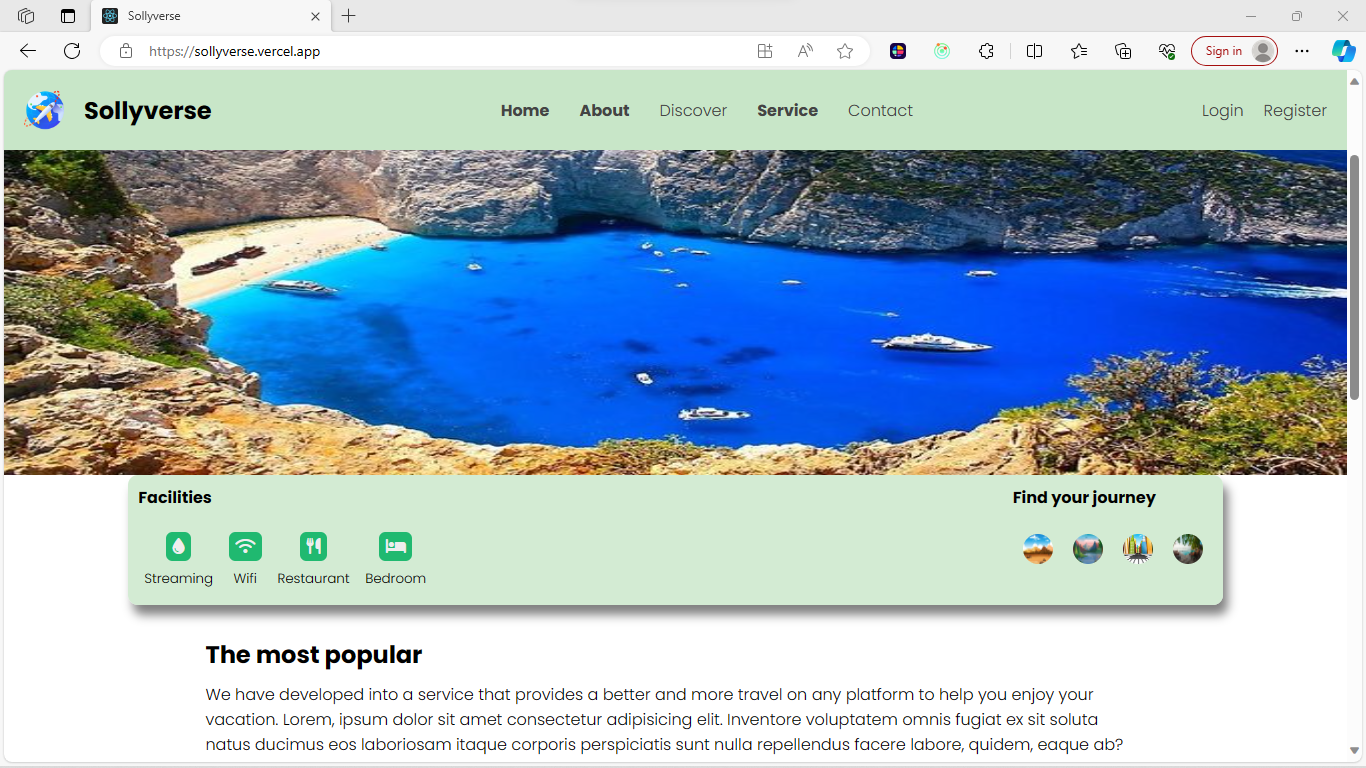 Sollyverse
https://sollyverse.vercel.app
Sign in
Sollyverse
Home About Discover Service Contact
Login Register
Facilities
Find your journey
Streaming Wifi Restaurant Bedroom
The most popular
We have developed into a service that provides a better and more travel on any platform to help you enjoy your
vacation. Lorem, ipsum dolor sit amet consectetur adipisicing elit. Inventore voluptatem omnis fugiat ex sit soluta
natus ducimus eos laboriosam itaque corporis perspiciatis sunt nulla repellendus facere labore, quidem, eaque ab?